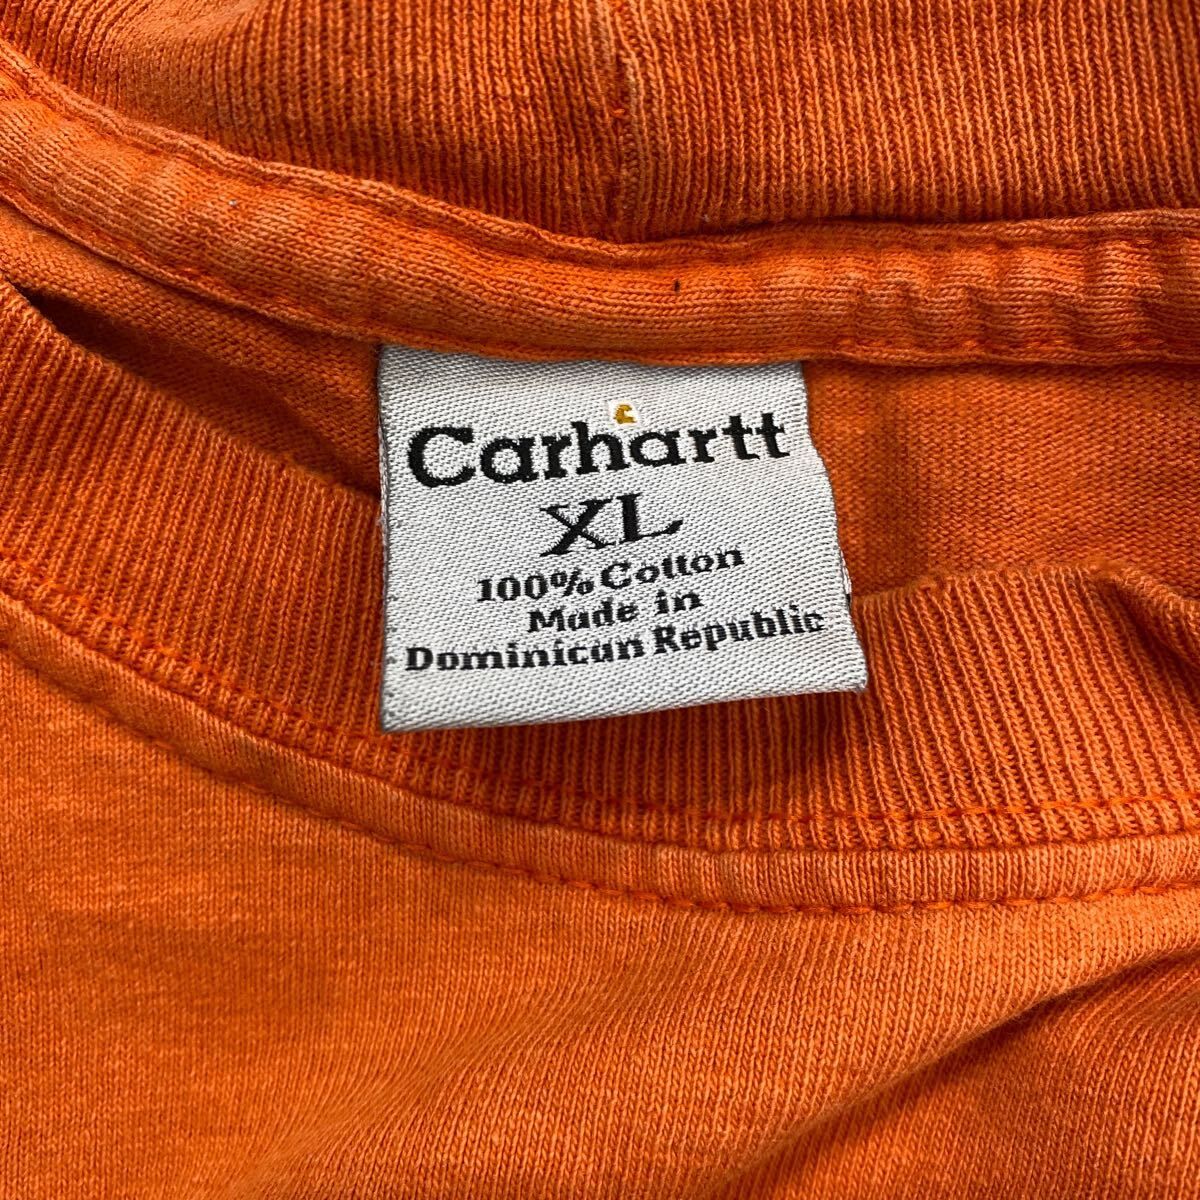 Carhartt
XL
100% Cotton
Made in
Dominican Republic